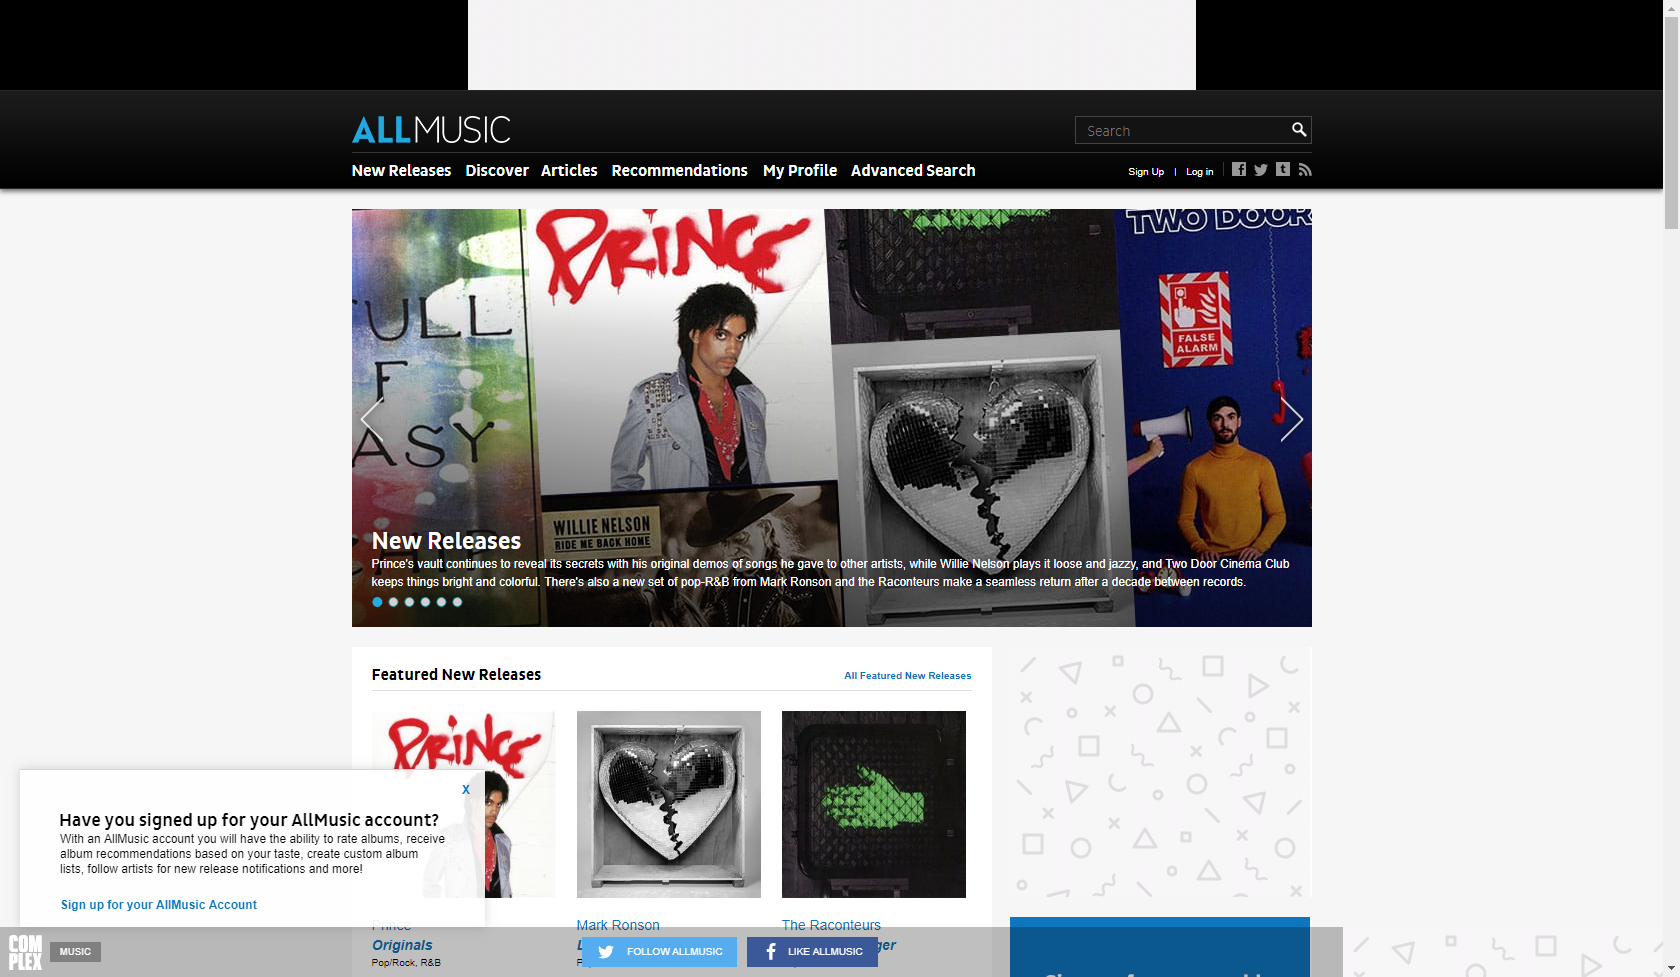 ALLMUSIC
Search
New Releases Discover Articles Recommendations My Profile Advanced Search
Sign Up | Log in
PRINCE
TWO DOOR
FULL
OF
EASY
FALSE
ALARM
WILLIE NELSON
RIDE ME BACK HOME
New Releases
Prince's vault continues to reveal its secrets with his original demos of songs he gave to other artists, while Willie Nelson plays it loose and jazzy, and Two Door Cinema Club
keeps things bright and colorful. There's also a new set of pop-R&B from Mark Ronson and the Raconteurs make a seamless return after a decade between records.
Featured New Releases
All Featured New Releases
PRINCE
X
Have you signed up for your AllMusic account?
With an AllMusic account you will have the ability to rate albums, receive
album recommendations based on your taste, create custom album
lists, follow artists for new release notifications and more!
Sign up for your AllMusic Account
Prince
Originals
Pop/Rock, R&B
Mark Ronson
The Raconteurs
COM
PLEX
MUSIC
FOLLOW ALLMUSIC
LIKE ALLMUSIC